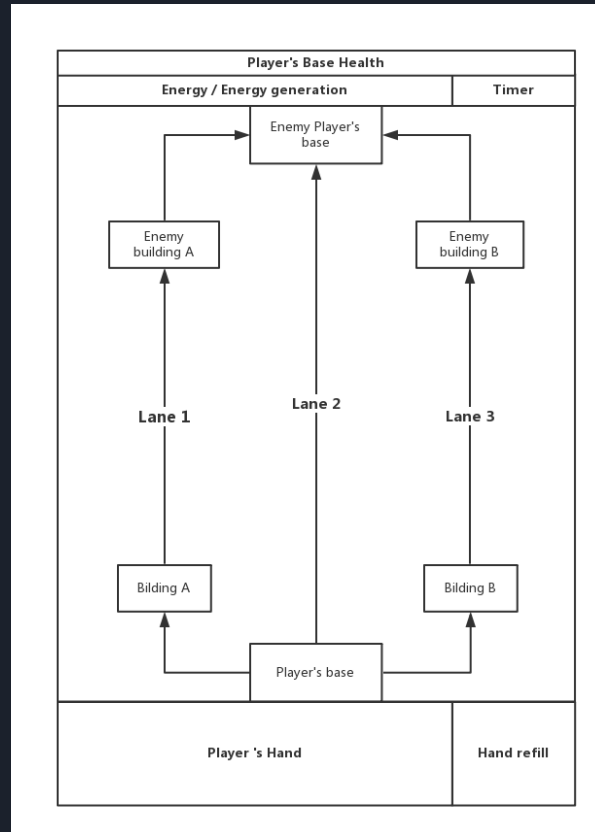 Player's Base Health
Energy / Energy generation
Timer
Enemy Player's
base
Enemy
building A
Enemy
building B
Lane 1
Lane 2
Lane 3
Bilding A
Bilding B
Player's base
Player 's Hand
Hand refill